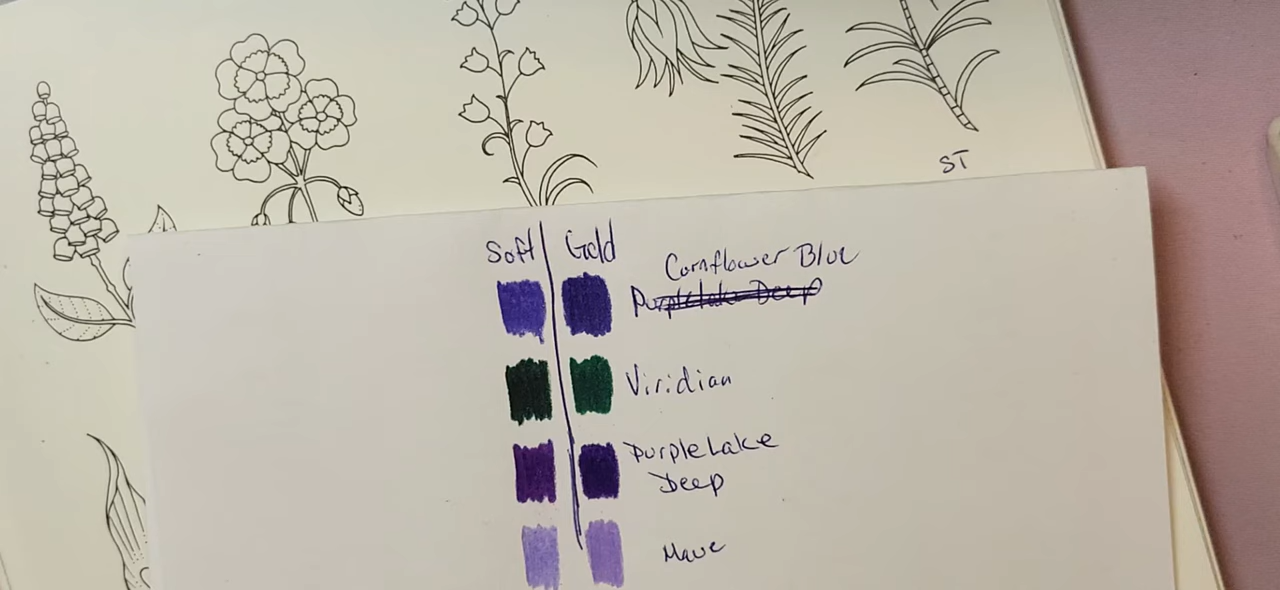 ST
Soft Gold
Cornflower Blue
Purple Lake Deep
Viridian
Purple Lake
Deep
Mauve